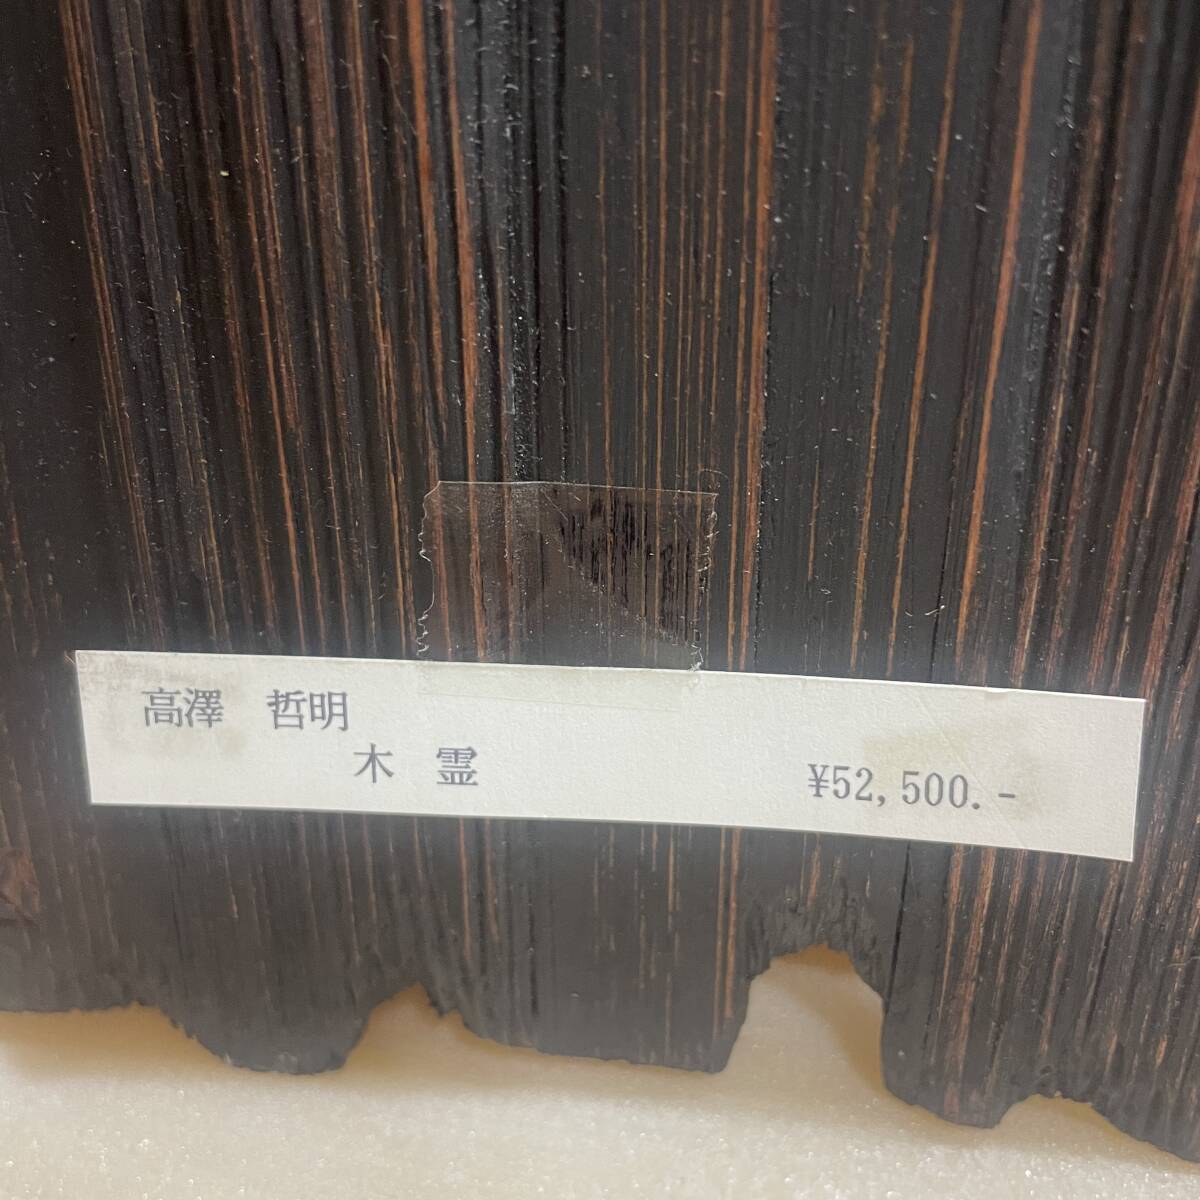 高澤　哲明
木　霊　¥52,500.-